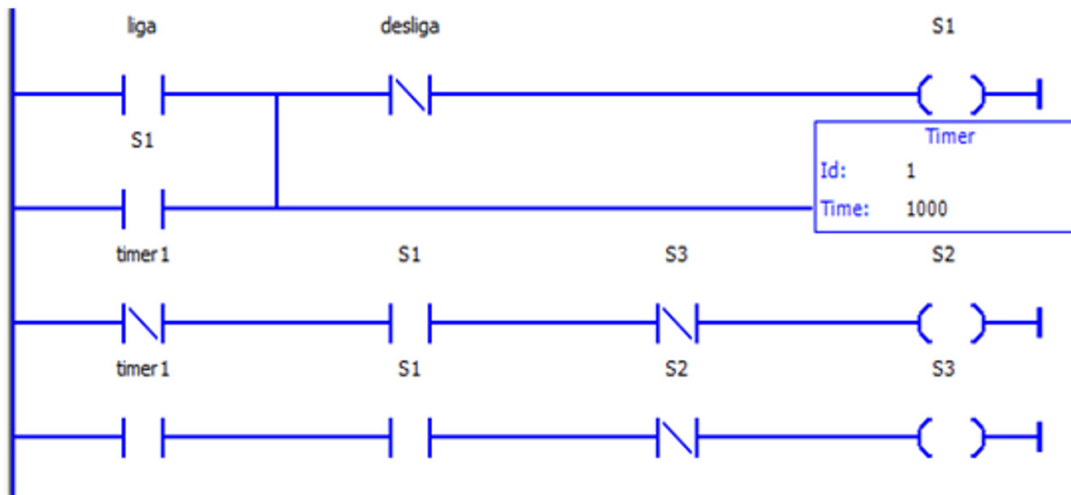 liga desliga S1
S1
Timer
Id: 1
Time: 1000
timer1 S1 S3 S2
timer1 S1 S2 S3